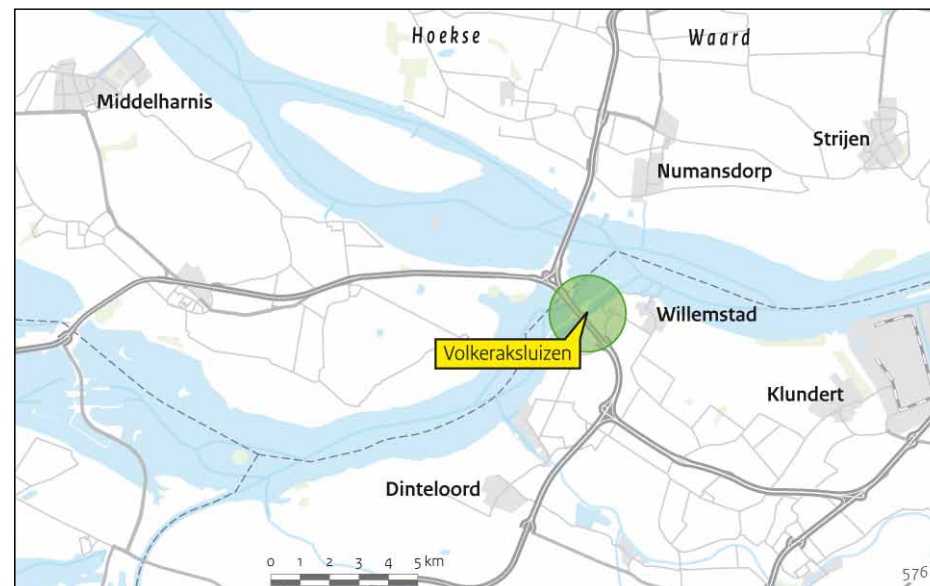 Hoekse Waard
Middelharnis
Strijen
Numansdorp
Willemstad
Volkeraksluizen
Klundert
Dinteloord
0 1 2 3 4 5 km
576